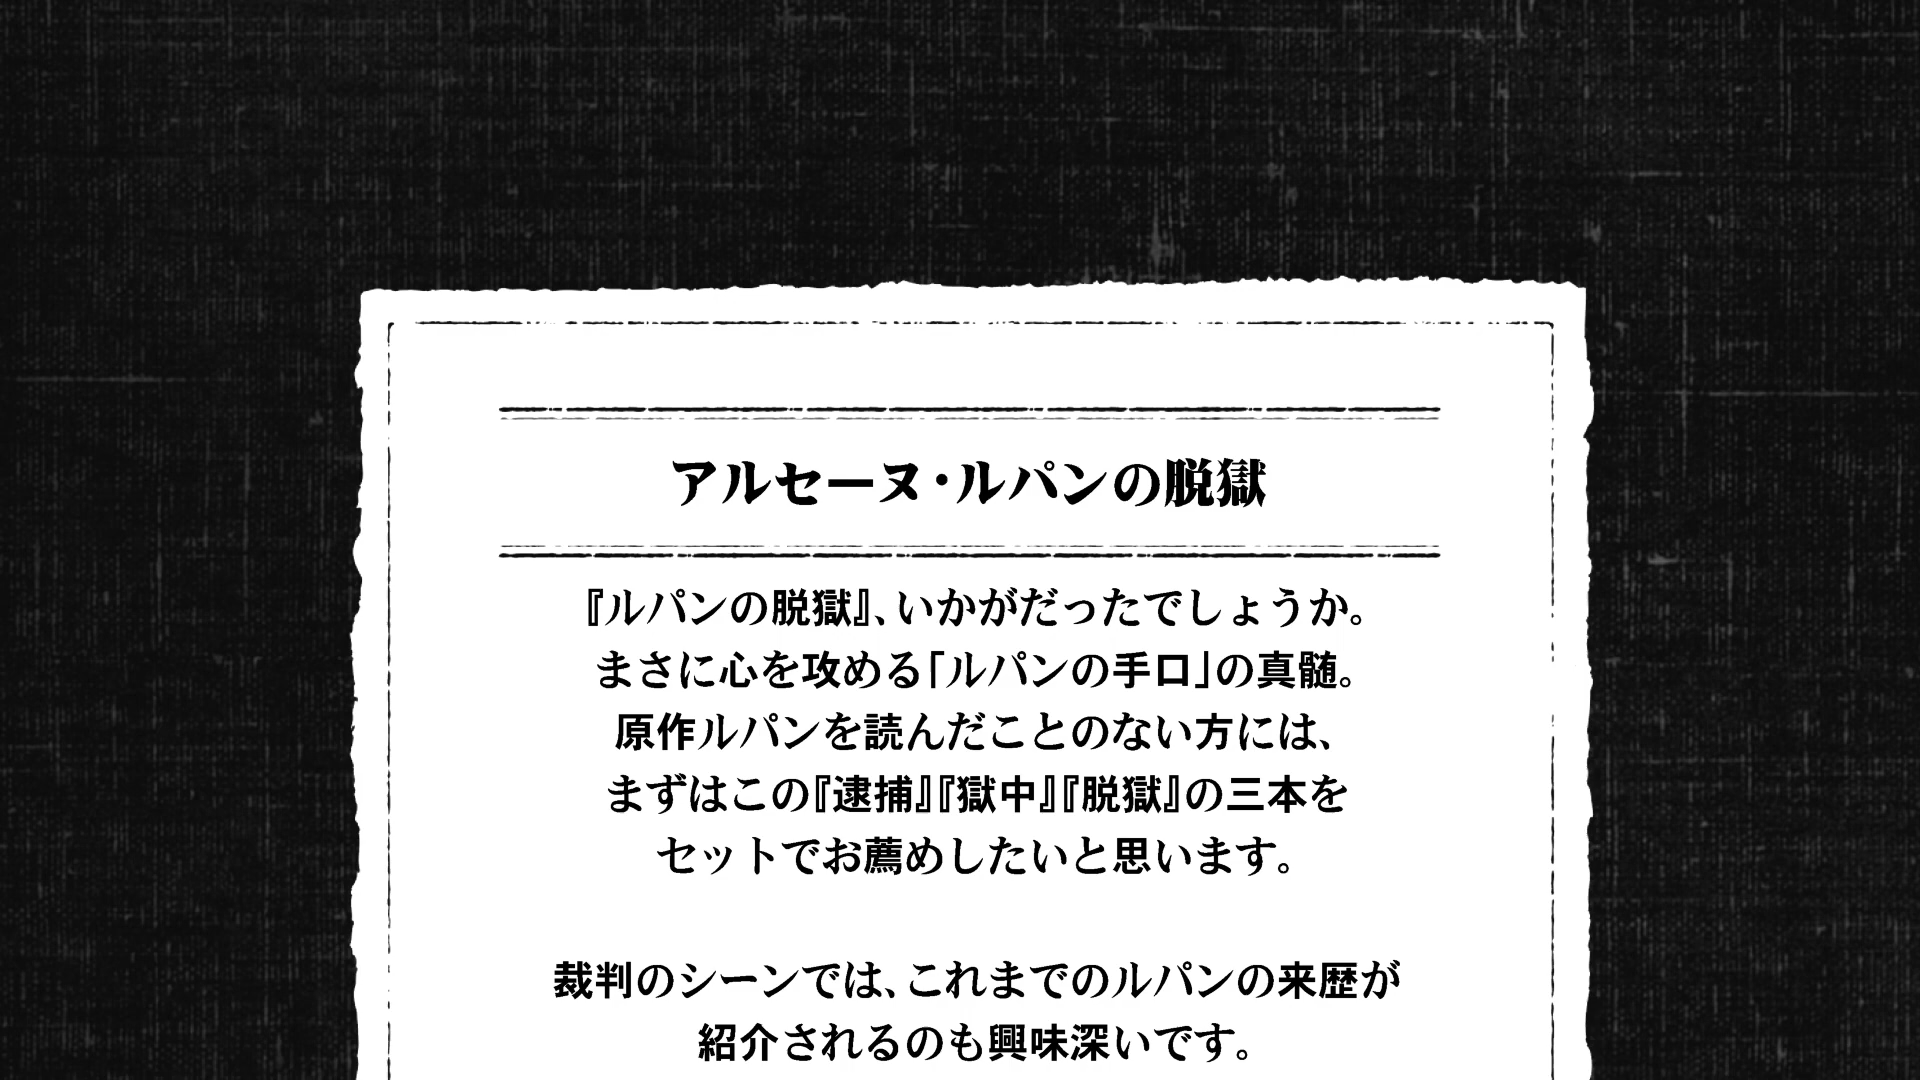 アルセーヌ・ルパンの脱獄
『ルパンの脱獄』、いかがだったでしょうか。
まさに心を攻める「ルパンの手口」の真髄。
原作ルパンを読んだことのない方には、
まずはこの『逮捕』『獄中』『脱獄』の三本を
セットでお薦めしたいと思います。
裁判のシーンでは、これまでのルパンの来歴が
紹介されるのも興味深いです。